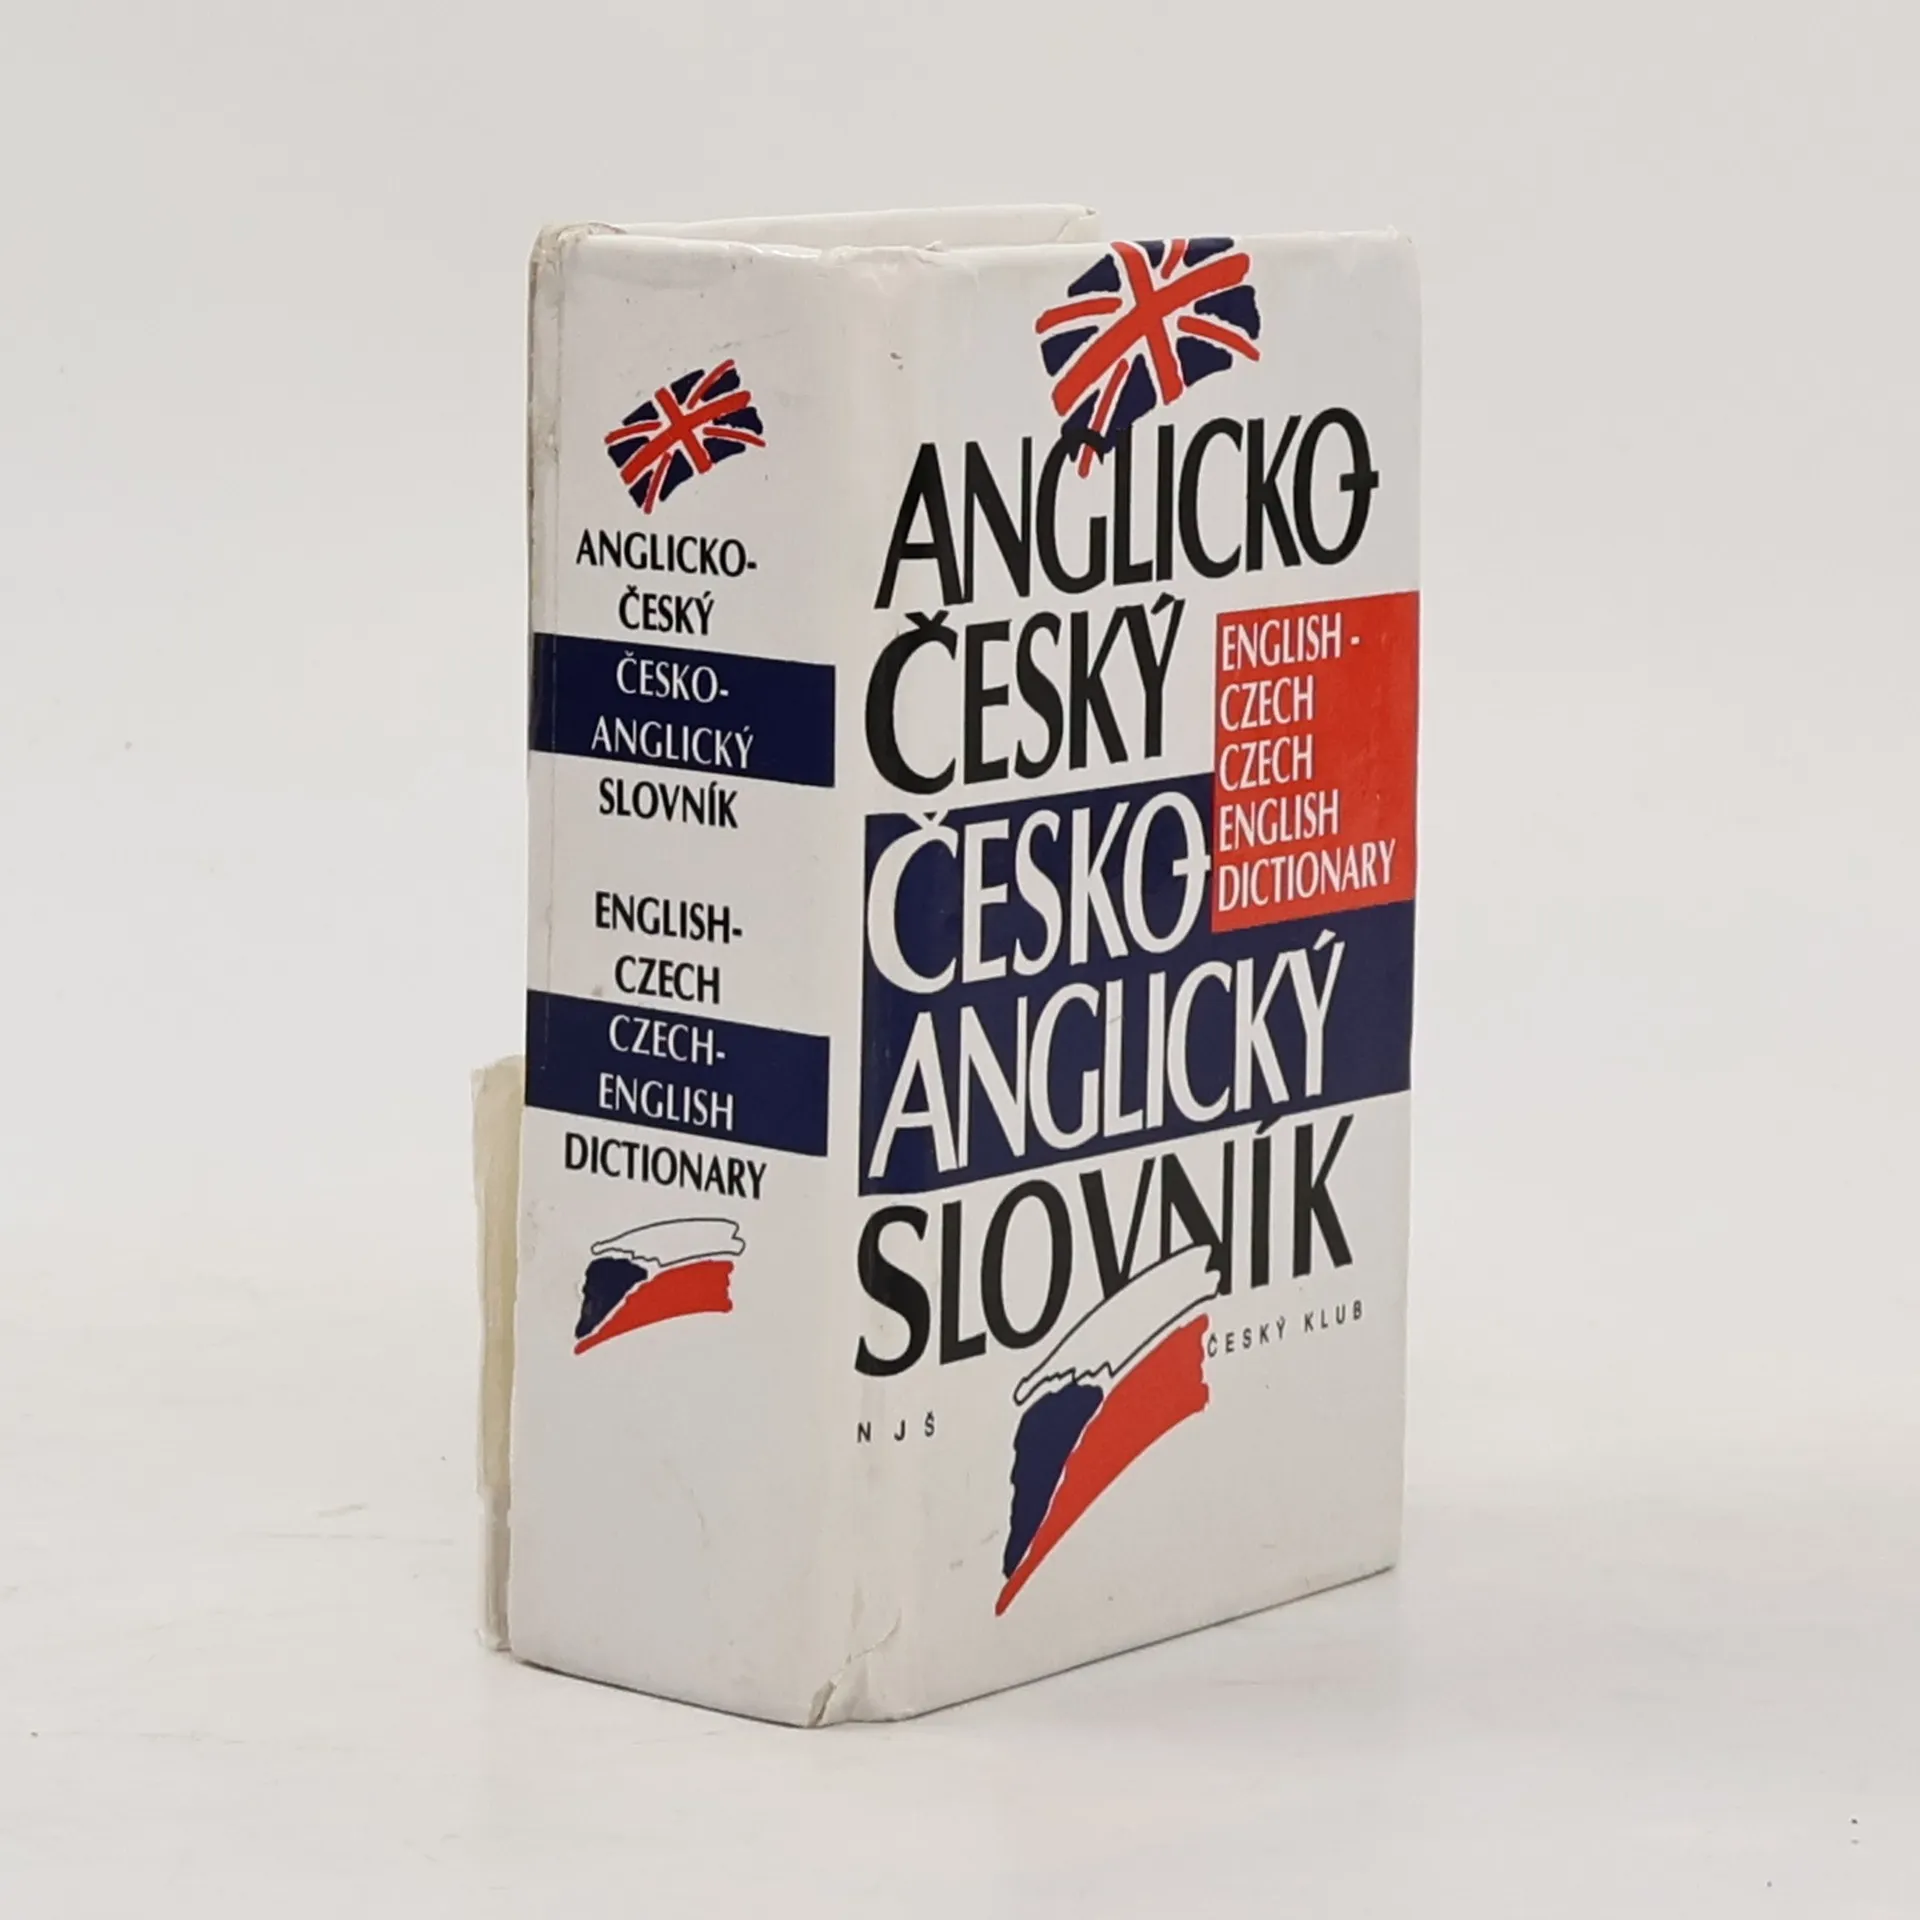 ANGLICKO-
ČESKÝ
ČESKO-
ANGLICKÝ
SLOVNÍK
ENGLISH-
CZECH
CZECH-
ENGLISH
DICTIONARY
ANGLICKO-
ČESKÝ
ČESKO-
ANGLICKÝ
SLOVNÍK
ENGLISH -
CZECH
CZECH
ENGLISH
DICTIONARY
NJŠ
ČESKÝ KLUB